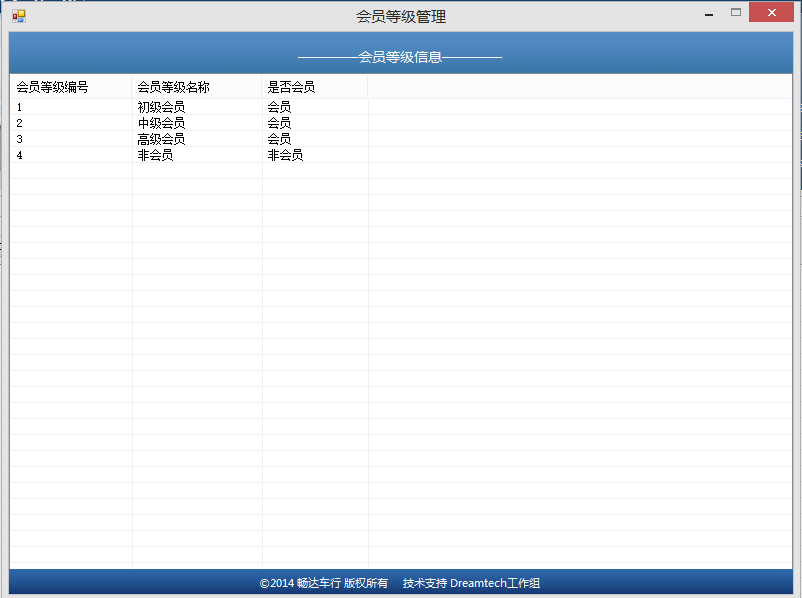 会员等级管理
————会员等级信息————
会员等级编号 会员等级名称 是否会员
1 初级会员 会员
2 中级会员 会员
3 高级会员 会员
4 非会员 非会员
©2014 畅达车行 版权所有 技术支持 Dreamtech工作组